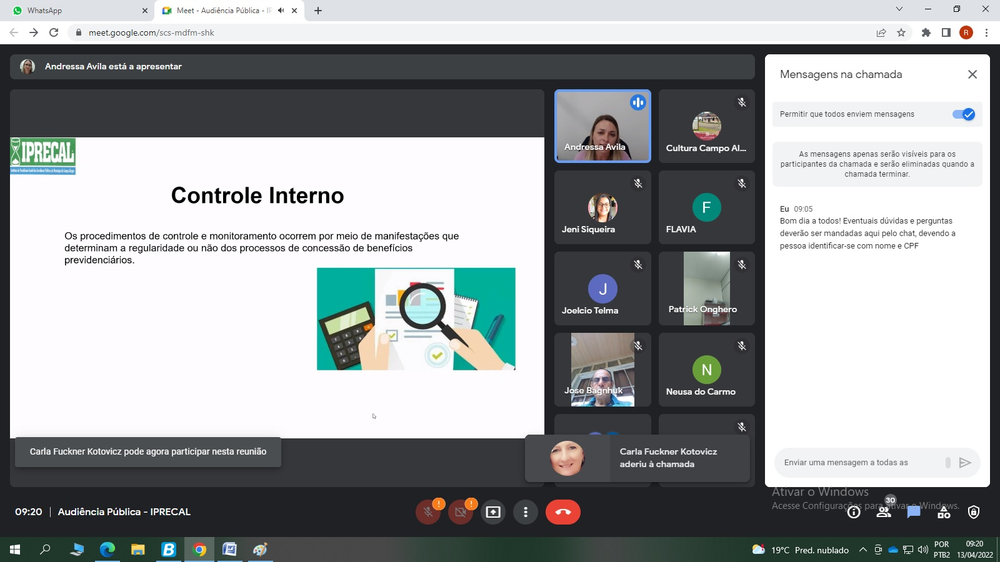 WhatsApp
Meet - Audiência Pública - IP
meet.google.com/scs-mdfm-shk
R
Andressa Avila está a apresentar
IPRECAL
Controle Interno
Os procedimentos de controle e monitoramento ocorrem por meio de manifestações que
determinam a regularidade ou não dos processos de concessão de benefícios
previdenciários.
Andressa Avila
Cultura Campo Al...
Jeni Siqueira
F
FLAVIA
J
Joelcio Telma
Patrick Onghero
Jose Bagnhuk
N
Neusa do Carmo
Carla Fuckner Kotovicz pode agora participar nesta reunião
Carla Fuckner Kotovicz
aderiu à chamada
Mensagens na chamada
Permitir que todos enviem mensagens
As mensagens apenas serão visíveis para os
participantes da chamada e serão eliminadas quando a
chamada terminar.
Eu 09:05
Bom dia a todos! Eventuais dúvidas e perguntas
deverão ser mandadas aqui pelo chat, devendo a
pessoa identificar-se com nome e CPF
Enviar uma mensagem a todas as
Ativar o Windows
Acesse Configurações para ativar o Windows.
09:20 | Audiência Pública - IPRECAL
! !
30
19°C Pred. nublado
POR
PTB2
09:20
13/04/2022